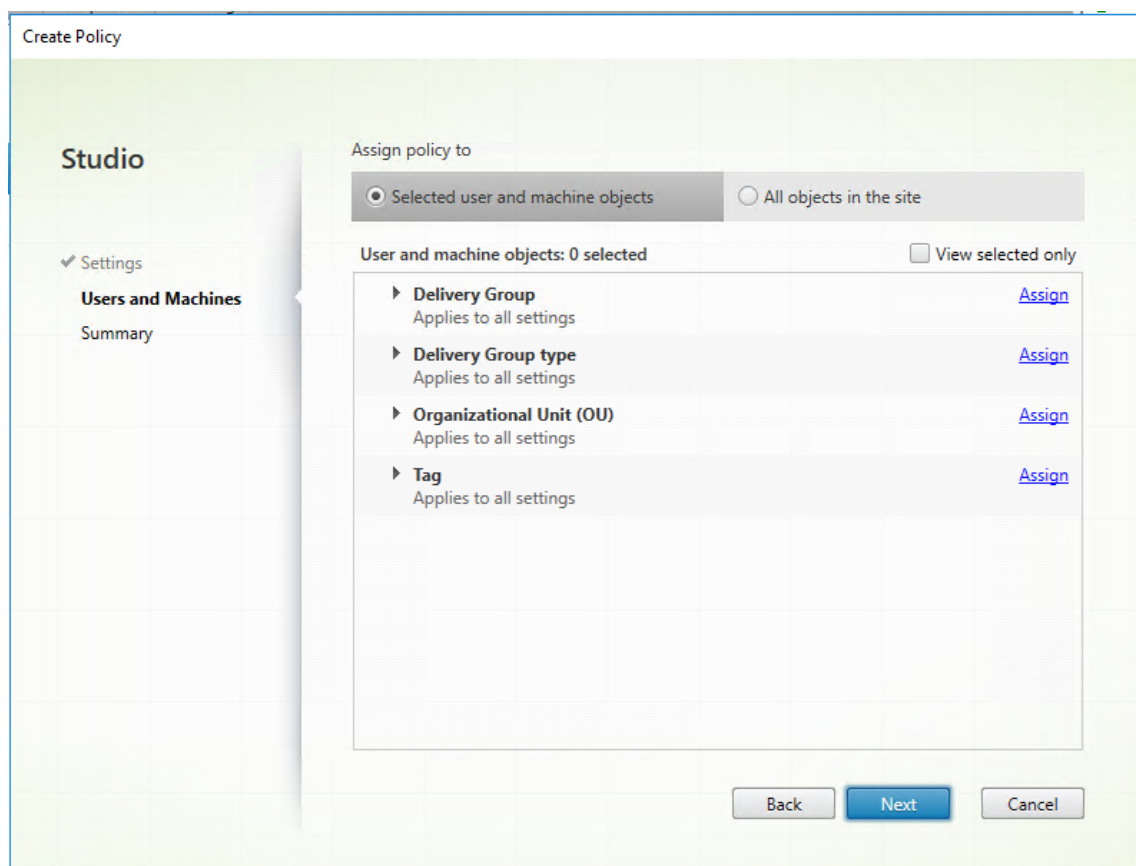 Create Policy
Studio
Settings
Users and Machines
Summary
Assign policy to
Selected user and machine objects
All objects in the site
User and machine objects: 0 selected
View selected only
Delivery Group
Assign
Applies to all settings
Delivery Group type
Assign
Applies to all settings
Organizational Unit (OU)
Assign
Applies to all settings
Tag
Assign
Applies to all settings
Back
Next
Cancel